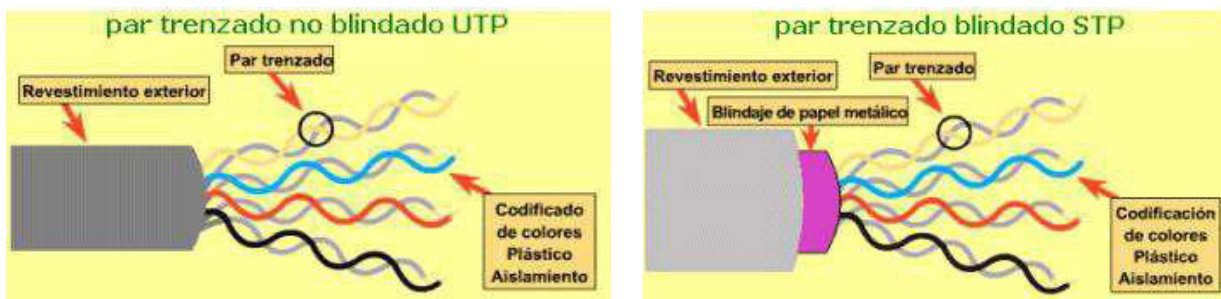 par trenzado no blindado UTP
Par trenzado
Revestimiento exterior
Codificado
de colores
Plástico
Aislamiento
par trenzado blindado STP
Revestimiento exterior
Par trenzado
Blindaje de papel metálico
Codificación
de colores
Plástico
Aislamiento